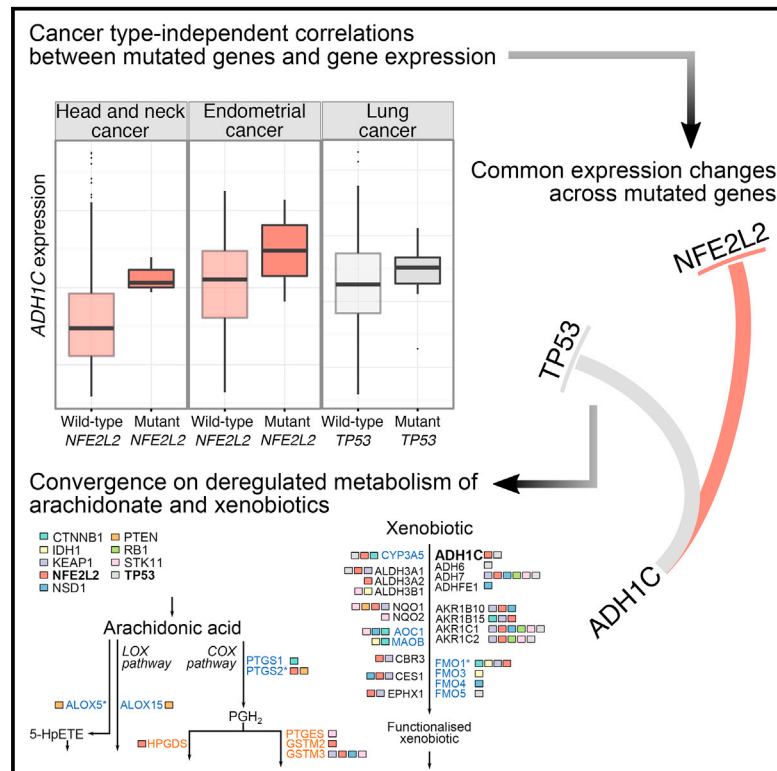 Cancer type-independent correlations
between mutated genes and gene expression
Head and neck
cancer
Endometrial
cancer
Lung
cancer
ADH1C expression
Wild-type
NFE2L2
Mutant
NFE2L2
Wild-type
NFE2L2
Mutant
NFE2L2
Wild-type
TP53
Mutant
TP53
Common expression changes
across mutated genes
NFE2L2
TP53
ADH1C
Convergence on deregulated metabolism of
arachidonate and xenobiotics
CTNNB1
IDH1
KEAP1
NFE2L2
NSD1
PTEN
RB1
STK11
TP53
Arachidonic acid
LOX
pathway
COX
pathway
PTGS1
PTGS2*
ALOX5*
ALOX15
5-HpETE
PGH2
HPGDS
PTGES
GSTM2
GSTM3
Xenobiotic
CYP3A5
ALDH3A1
ALDH3A2
ALDH3B1
NQO1
NQO2
AOC1
MAOB
CBR3
CES1
EPHX1
ADH1C
ADH6
ADH7
ADHFE1
AKR1B10
AKR1B15
AKR1C1
AKR1C2
FMO1*
FMO3
FMO4
FMO5
Functionalised
xenobiotic